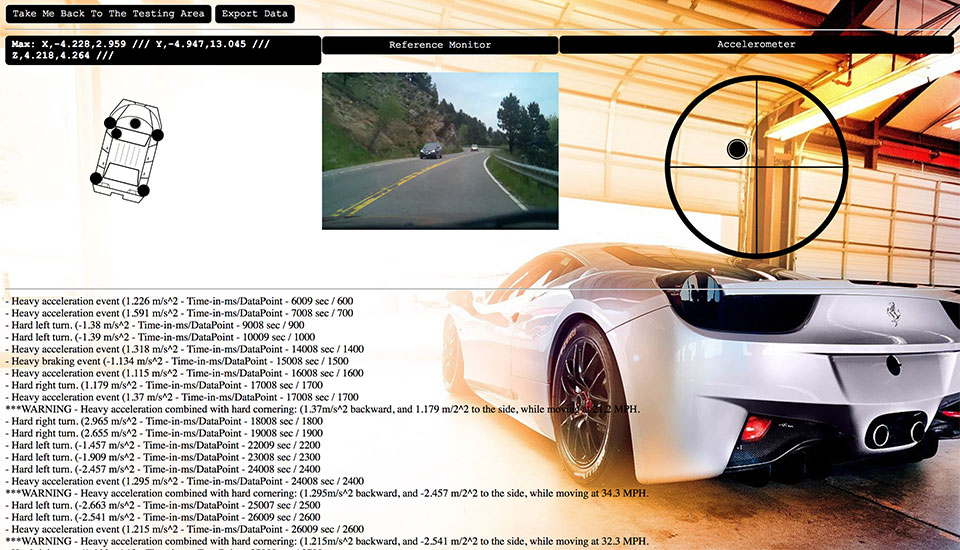 Take Me Back To The Testing Area Export Data
Max: X,-4.228,2.959 /// Y,-4.947,13.045 ///
Z,4.218,4.264 ///
Reference Monitor
Accelerometer
- Heavy acceleration event (1.226 m/s^2 - Time-in-ms/DataPoint - 6009 sec / 600
- Heavy acceleration event (1.591 m/s^2 - Time-in-ms/DataPoint - 7008 sec / 700
- Hard left turn. (-1.38 m/s^2 - Time-in-ms/DataPoint - 9008 sec / 900
- Hard left turn. (-1.39 m/s^2 - Time-in-ms/DataPoint - 10009 sec / 1000
- Heavy acceleration event (1.318 m/s^2 - Time-in-ms/DataPoint - 14008 sec / 1400
- Heavy braking event (-1.134 m/s^2 - Time-in-ms/DataPoint - 15008 sec / 1500
- Heavy acceleration event (1.115 m/s^2 - Time-in-ms/DataPoint - 16008 sec / 1600
- Hard right turn. (1.179 m/s^2 - Time-in-ms/DataPoint - 17008 sec / 1700
- Heavy acceleration event (1.37 m/s^2 - Time-in-ms/DataPoint - 17008 sec / 1700
***WARNING - Heavy acceleration combined with hard cornering: (1.37m/s^2 backward, and 1.179 m/2^2 to the side, while moving at MPH.
- Hard right turn. (2.965 m/s^2 - Time-in-ms/DataPoint - 18008 sec / 1800
- Hard right turn. (2.655 m/s^2 - Time-in-ms/DataPoint - 19008 sec / 1900
- Hard left turn. (-1.457 m/s^2 - Time-in-ms/DataPoint - 22009 sec / 2200
- Hard left turn. (-1.909 m/s^2 - Time-in-ms/DataPoint - 23008 sec / 2300
- Hard left turn. (-2.457 m/s^2 - Time-in-ms/DataPoint - 24008 sec / 2400
- Heavy acceleration event (1.295 m/s^2 - Time-in-ms/DataPoint - 24008 sec / 2400
***WARNING - Heavy acceleration combined with hard cornering: (1.295m/s^2 backward, and -2.457 m/2^2 to the side, while moving at 34.3 MPH.
- Hard left turn. (-2.663 m/s^2 - Time-in-ms/DataPoint - 25007 sec / 2500
- Hard left turn. (-2.541 m/s^2 - Time-in-ms/DataPoint - 26009 sec / 2600
- Heavy acceleration event (1.215 m/s^2 - Time-in-ms/DataPoint - 26009 sec / 2600
***WARNING - Heavy acceleration combined with hard cornering: (1.215m/s^2 backward, and -2.541 m/2^2 to the side, while moving at 32.3 MPH.